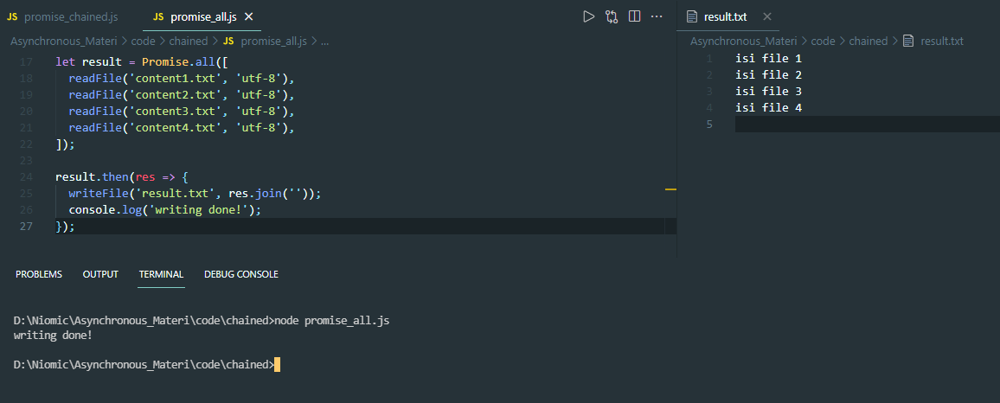 JS promise_chained.js
JS promise_all.js
Asynchronous_Materi > code > chained > JS promise_all.js > ...
17 let result = Promise.all([
18 readFile('content1.txt', 'utf-8'),
19 readFile('content2.txt', 'utf-8'),
20 readFile('content3.txt', 'utf-8'),
21 readFile('content4.txt', 'utf-8'),
22 ]);
23
24 result.then(res => {
25 writeFile('result.txt', res.join(''));
26 console.log('writing done!');
27 });
result.txt
Asynchronous_Materi > code > chained > result.txt
1 isi file 1
2 isi file 2
3 isi file 3
4 isi file 4
5
PROBLEMS OUTPUT TERMINAL DEBUG CONSOLE
D:\Niomic\Asynchronous_Materi\code\chained>node promise_all.js
writing done!
D:\Niomic\Asynchronous_Materi\code\chained>